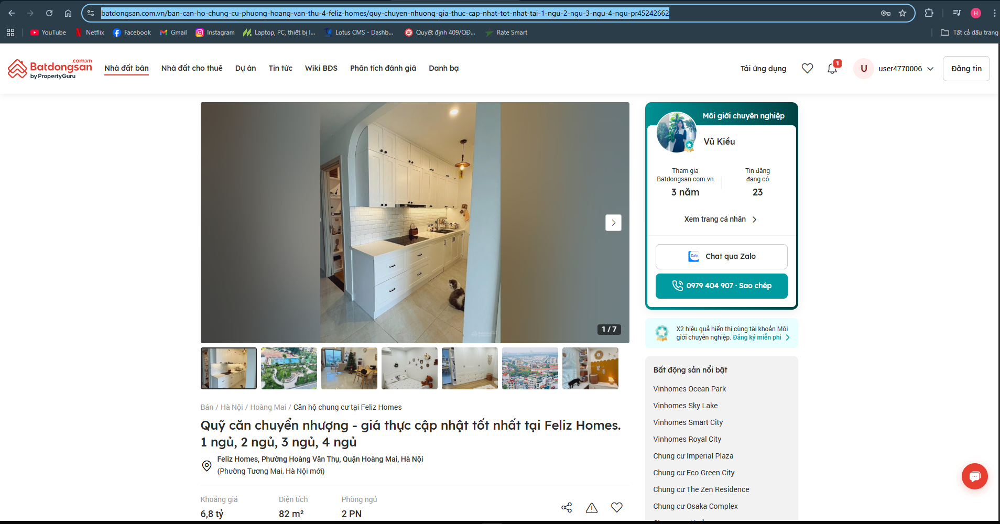 batdongsan.com.vn/ban-can-ho-chung-cu-phuong-hoang-van-thu-4-feliz-homes/quy-chuyen-nhuong-gia-thuc-cap-nhat-tot-nhat-tai-1-ngu-2-ngu-3-ngu-4-ngu-pr45242662
H
YouTube Netflix Facebook Gmail Instagram Laptop, PC, thiết bị l... Lotus CMS - Dashb... Quyết định 409/QĐ... Rate Smart Tất cả dấu trang
Batdongsan .com.vn
by PropertyGuru
Nhà đất bán Nhà đất cho thuê Dự án Tin tức Wiki BĐS Phân tích đánh giá Danh bạ Tải ứng dụng 1 U user4770006 Đăng tin
Batdongsan
1 / 7
Bán / Hà Nội / Hoàng Mai / Căn hộ chung cư tại Feliz Homes
Quỹ căn chuyển nhượng - giá thực cập nhật tốt nhất tại Feliz Homes.
1 ngủ, 2 ngủ, 3 ngủ, 4 ngủ
Feliz Homes, Phường Hoàng Văn Thụ, Quận Hoàng Mai, Hà Nội
(Phường Tương Mai, Hà Nội mới)
Khoảng giá Diện tích Phòng ngủ
6,8 tỷ 82 m² 2 PN
Môi giới chuyên nghiệp
Vũ Kiều
Tham gia
Batdongsan.com.vn
3 năm
Tin đăng
đang có
23
Xem trang cá nhân
Zalo Chat qua Zalo
0979 404 907 · Sao chép
X2 hiệu quả hiển thị cùng tài khoản Môi
giới chuyên nghiệp. Đăng ký miễn phí
Bất động sản nổi bật
Vinhomes Ocean Park
Vinhomes Sky Lake
Vinhomes Smart City
Vinhomes Royal City
Chung cư Imperial Plaza
Chung cư Eco Green City
Chung cư The Zen Residence
Chung cư Osaka Complex